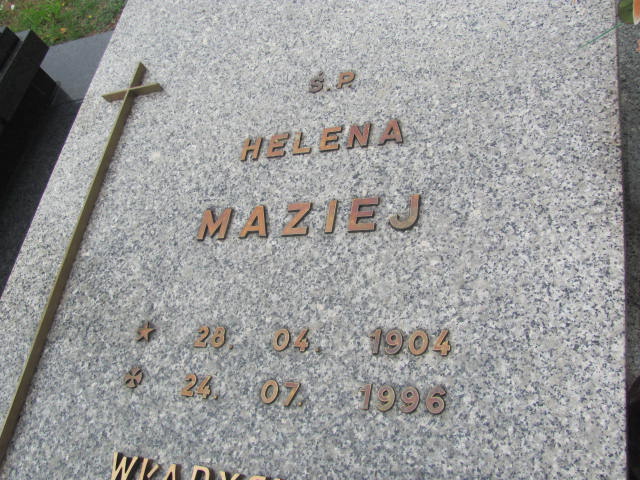 Ś.P.
HELENA
MAZIEJ
28. 04. 1904
24. 07. 1996